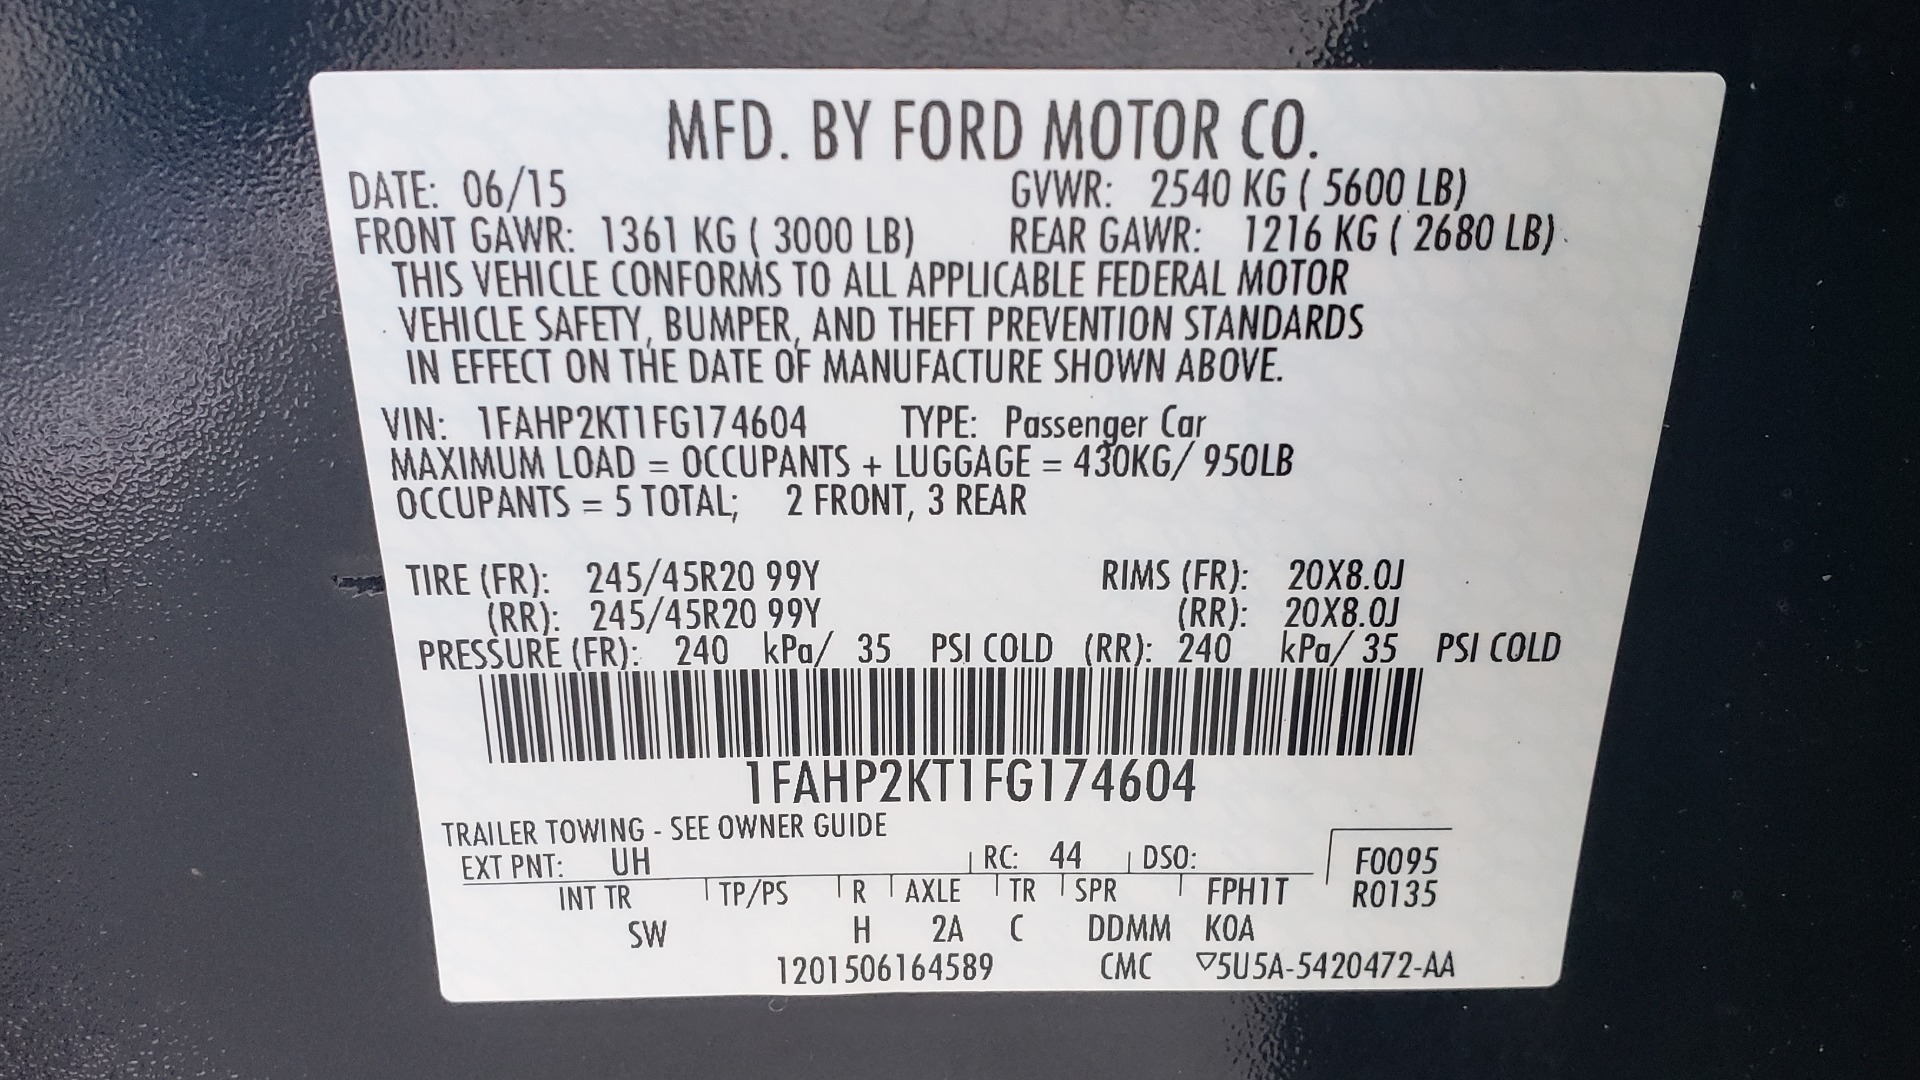 MFD. BY FORD MOTOR CO.
DATE: 06/15 GVWR: 2540 KG ( 5600 LB)
FRONT GAWR: 1361 KG ( 3000 LB) REAR GAWR: 1216 KG ( 2680 LB)
THIS VEHICLE CONFORMS TO ALL APPLICABLE FEDERAL MOTOR
VEHICLE SAFETY, BUMPER, AND THEFT PREVENTION STANDARDS
IN EFFECT ON THE DATE OF MANUFACTURE SHOWN ABOVE.
VIN: 1FAHP2KT1FG174604 TYPE: Passenger Car
MAXIMUM LOAD = OCCUPANTS + LUGGAGE = 430KG/ 950LB
OCCUPANTS = 5 TOTAL; 2 FRONT, 3 REAR
TIRE (FR): 245/45R20 99Y RIMS (FR): 20X8.0J
(RR): 245/45R20 99Y (RR): 20X8.0J
PRESSURE (FR): 240 kPa/ 35 PSI COLD (RR): 240 kPa/ 35 PSI COLD
1FAHP2KT1FG174604
TRAILER TOWING - SEE OWNER GUIDE
EXT PNT: UH RC: 44 DSO: F0095
INT TR TP/PS R AXLE TR SPR FPH1T R0135
SW H 2A C DDMM KOA
1201506164589 CMC ▽5U5A-5420472-AA